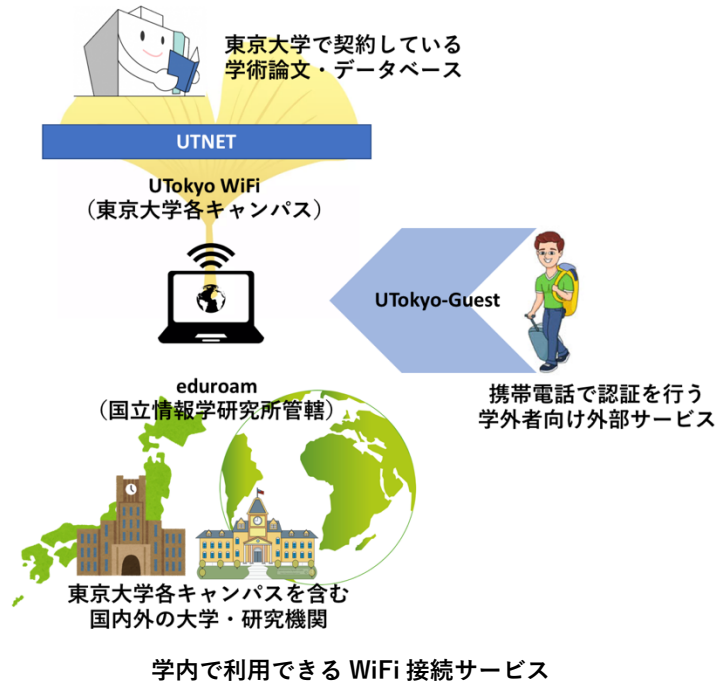 東京大学で契約している
学術論文・データベース
UTNET
UTokyo WiFi
（東京大学各キャンパス）
UTokyo-Guest
携帯電話で認証を行う
学外者向け外部サービス
eduroam
（国立情報学研究所管轄）
東京大学各キャンパスを含む
国内外の大学・研究機関
学内で利用できる WiFi 接続サービス